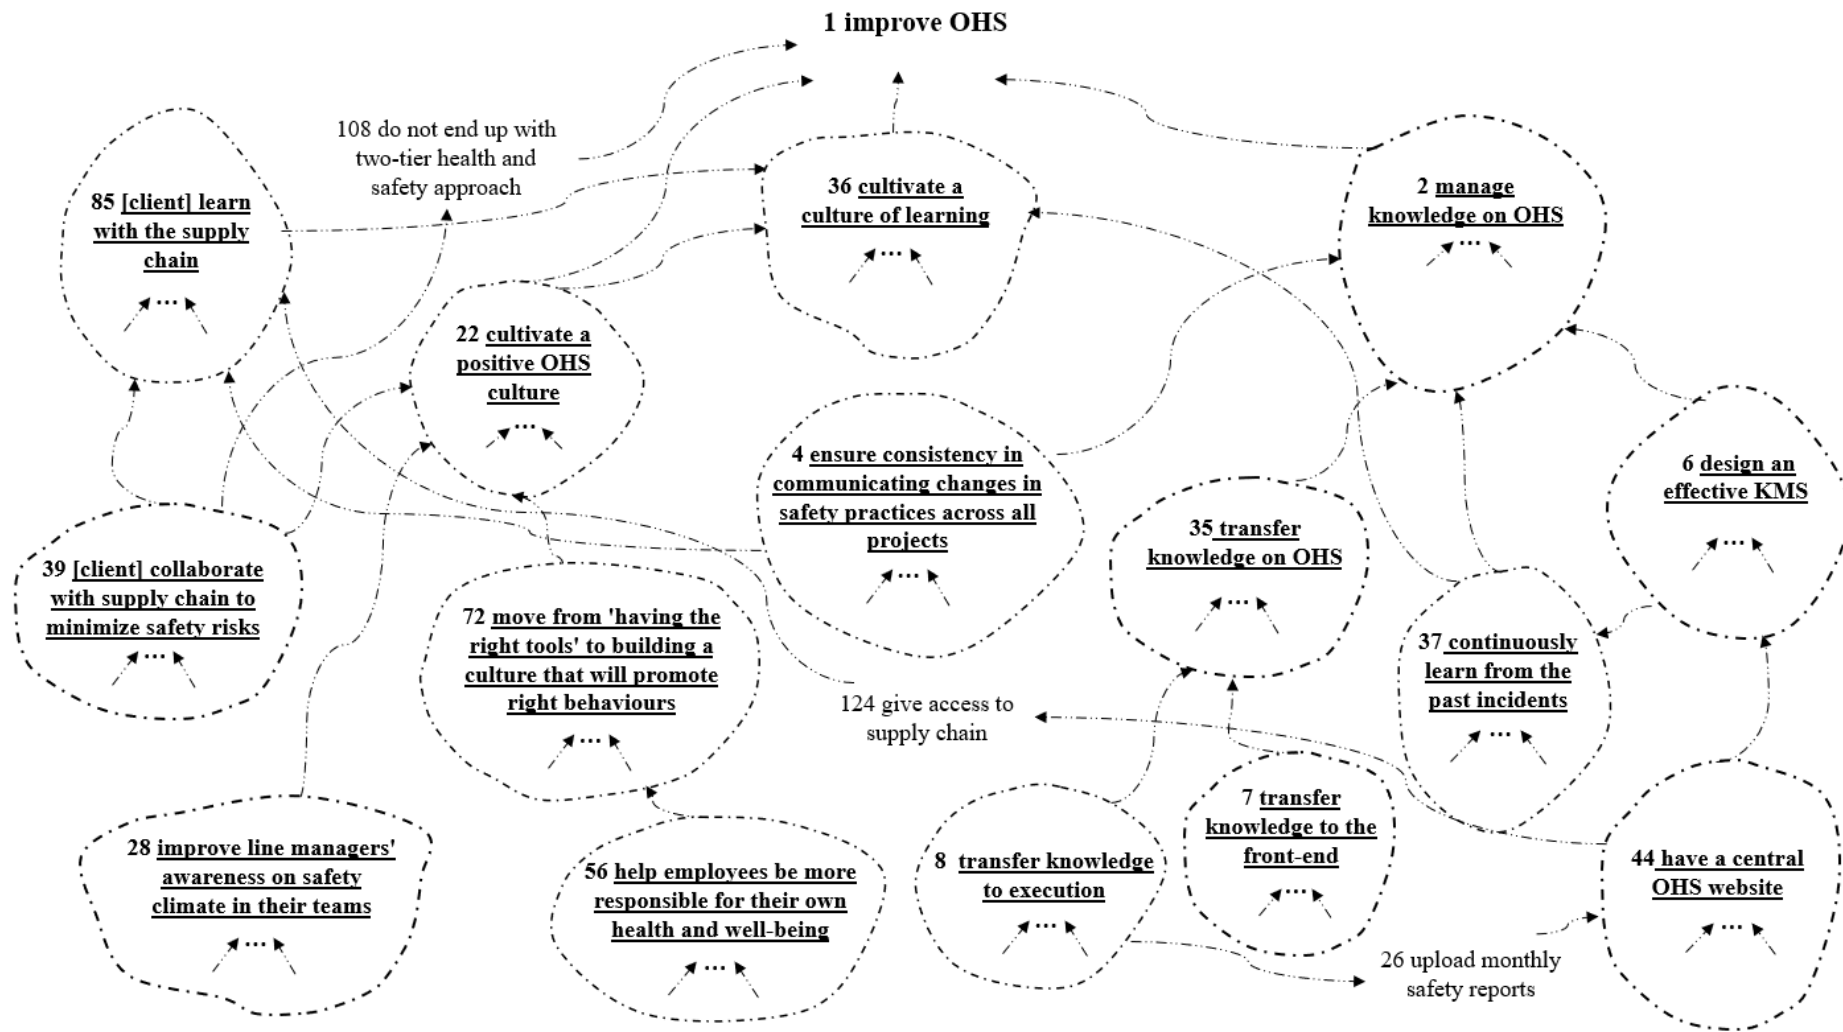 1 improve OHS
108 do not end up with
two-tier health and
safety approach
85 [client] learn
with the supply
chain
...
36 cultivate a
culture of learning
...
2 manage
knowledge on OHS
...
22 cultivate a
positive OHS
culture
...
4 ensure consistency in
communicating changes in
safety practices across all
projects
...
6 design an
effective KMS
...
35 transfer
knowledge on OHS
...
39 [client] collaborate
with supply chain to
minimize safety risks
...
72 move from 'having the
right tools' to building a
culture that will promote
right behaviours
...
37 continuously
learn from the
past incidents
...
124 give access to
supply chain
28 improve line managers'
awareness on safety
climate in their teams
...
56 help employees be more
responsible for their own
health and well-being
...
8 transfer knowledge
to execution
...
7 transfer
knowledge to the
front-end
...
44 have a central
OHS website
...
26 upload monthly
safety reports